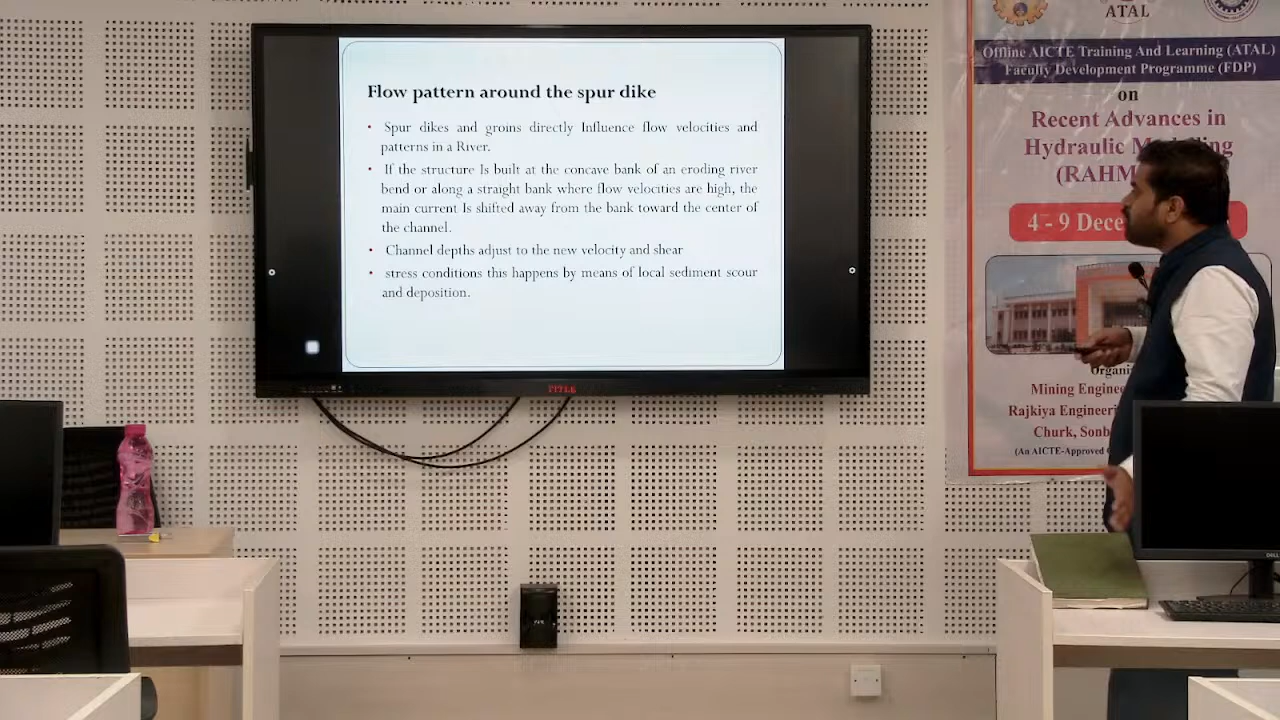 Flow pattern around the spur dike
• Spur dikes and groins directly Influence flow velocities and
patterns in a River.
• If the structure Is built at the concave bank of an eroding river
bend or along a straight bank where flow velocities are high, the
main current Is shifted away from the bank toward the center of
the channel.
• Channel depths adjust to the new velocity and shear
• stress conditions this happens by means of local sediment scour
and deposition.
ATAL
Offline AICTE Training And Learning (ATAL)
Faculty Development Programme (FDP)
on
Recent Advances in
Hydraulic
(RAHM
4 - 9 Dece
Organi
Mining Enginee
Rajkiya Engineeri
Churk, Sonb
(An AICTE-Approved
DELL